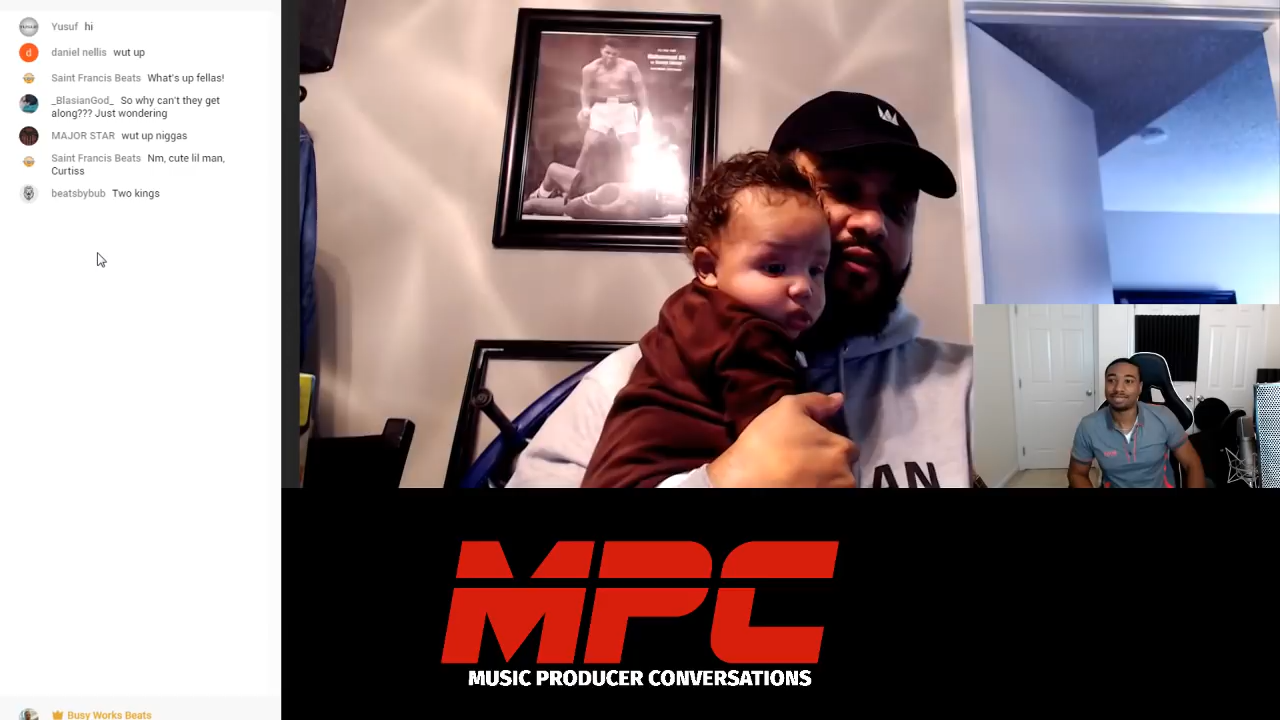 Yusuf hi
daniel nellis wut up
Saint Francis Beats What's up fellas!
_BlasianGod_ So why can't they get
along??? Just wondering
MAJOR STAR wut up niggas
Saint Francis Beats Nm, cute lil man,
Curtiss
beatsbybub Two kings
d
Muhammad Ali
AN
MPC
MUSIC PRODUCER CONVERSATIONS
Busy Works Beats